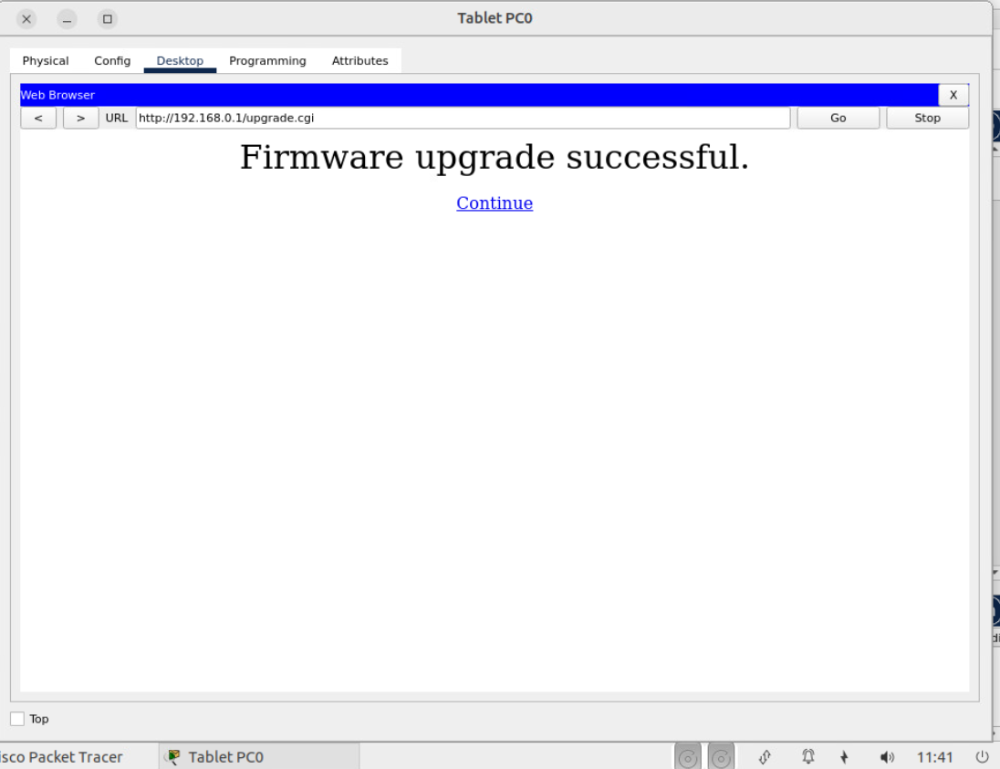 Tablet PC0
Physical Config Desktop Programming Attributes
Web Browser X
< > URL http://192.168.0.1/upgrade.cgi Go Stop
Firmware upgrade successful.
Continue
Top
isco Packet Tracer Tablet PC0 11:41